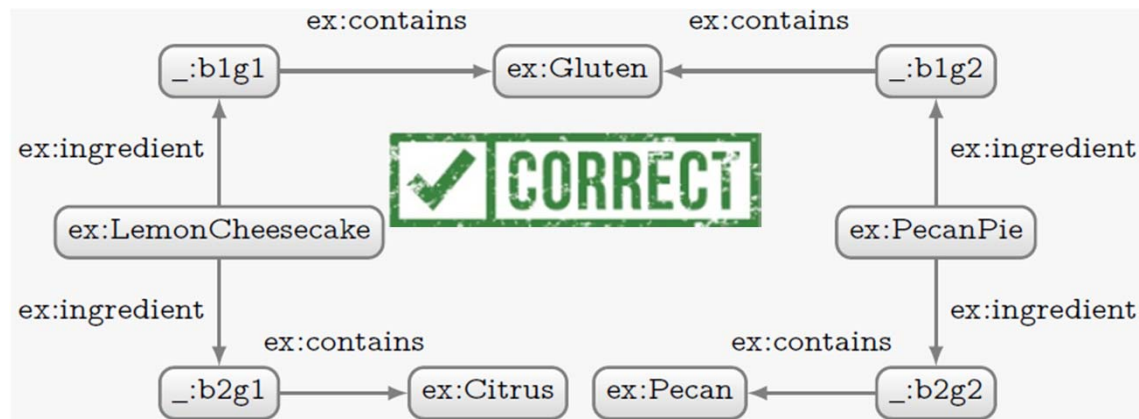 ex:contains ex:contains
_:b1g1 ex:Gluten _:b1g2
ex:ingredient ex:ingredient
CORRECT
ex:LemonCheesecake ex:PecanPie
ex:ingredient ex:ingredient
ex:contains ex:contains
_:b2g1 ex:Citrus ex:Pecan _:b2g2